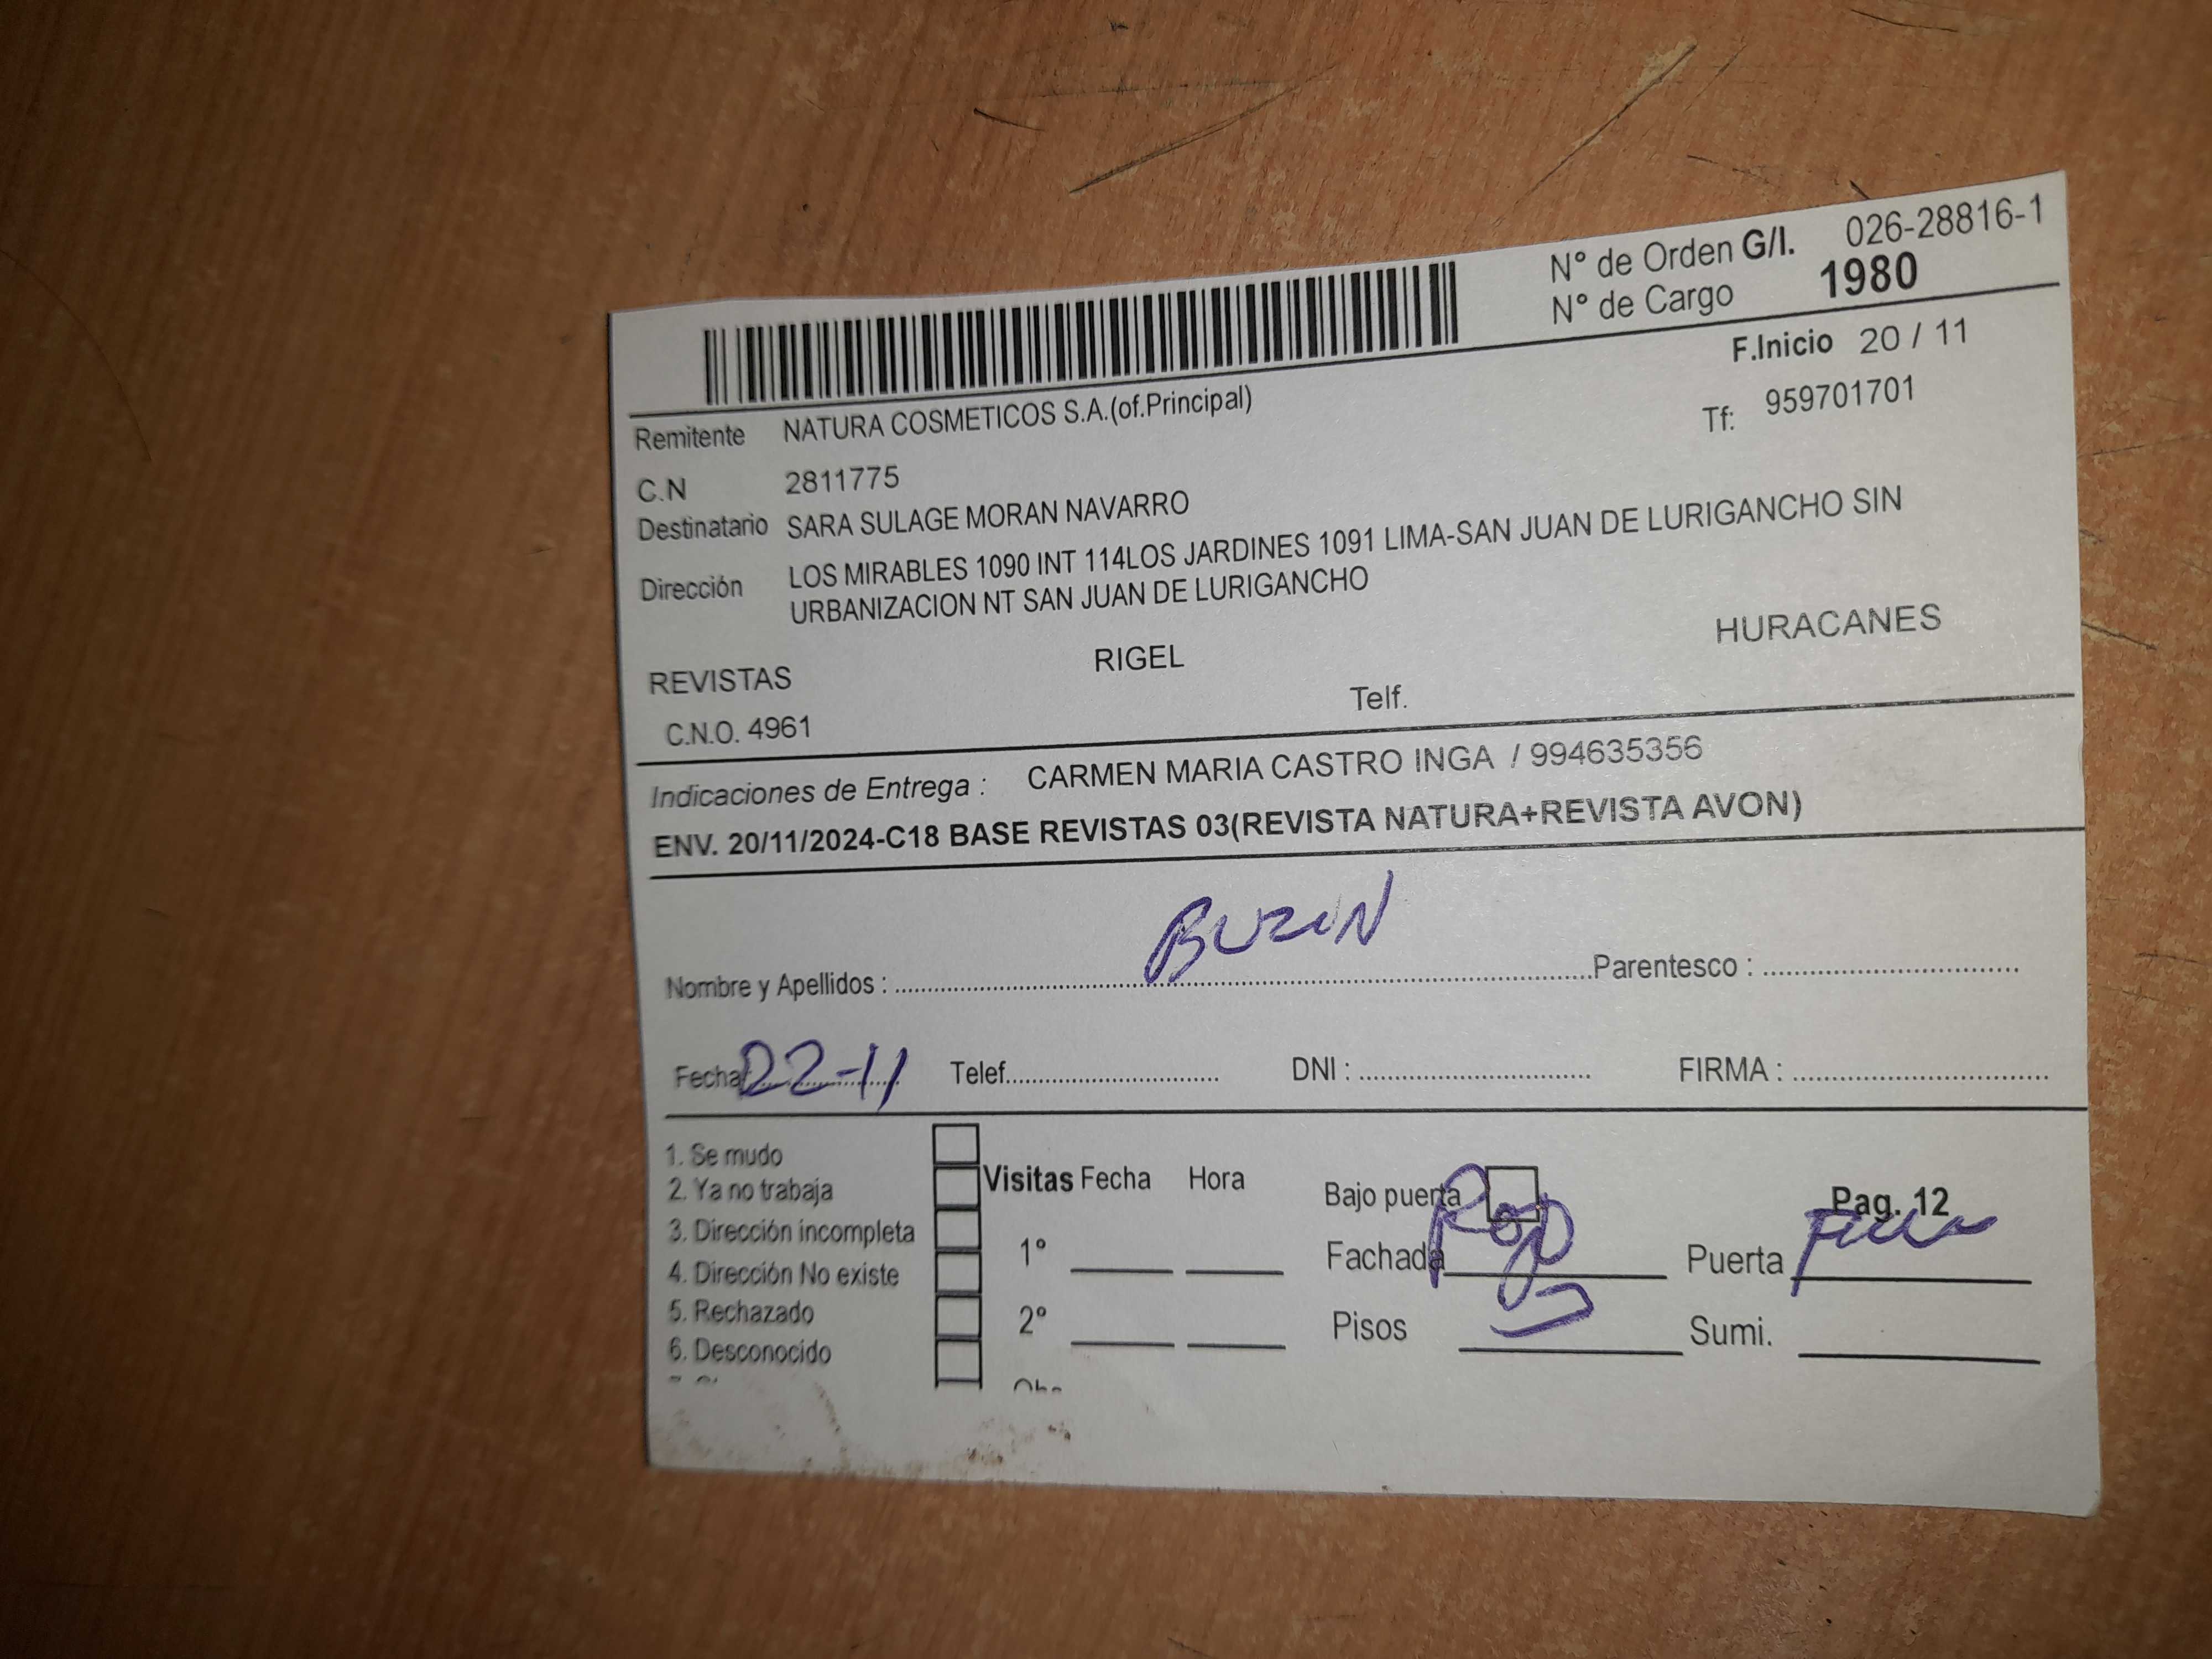 N° de Orden G/I. 026-28816-1
N° de Cargo 1980
F.Inicio 20 / 11
Remitente NATURA COSMETICOS S.A.(of.Principal)
Tf: 959701701
C.N 2811775
Destinatario SARA SULAGE MORAN NAVARRO
Dirección LOS MIRABLES 1090 INT 114LOS JARDINES 1091 LIMA-SAN JUAN DE LURIGANCHO SIN
URBANIZACION NT SAN JUAN DE LURIGANCHO
REVISTAS RIGEL HURACANES
C.N.O. 4961 Telf.
Indicaciones de Entrega : CARMEN MARIA CASTRO INGA / 994635356
ENV. 20/11/2024-C18 BASE REVISTAS 03(REVISTA NATURA+REVISTA AVON)
BUZON
Nombre y Apellidos : Parentesco :
Fecha: 22-11 Telef. DNI : FIRMA :
1. Se mudo
2. Ya no trabaja Visitas Fecha Hora Bajo puerta Pag. 12
3. Dirección incompleta 1° Fachada Puerta
4. Dirección No existe
5. Rechazado 2° Pisos Sumi.
6. Desconocido